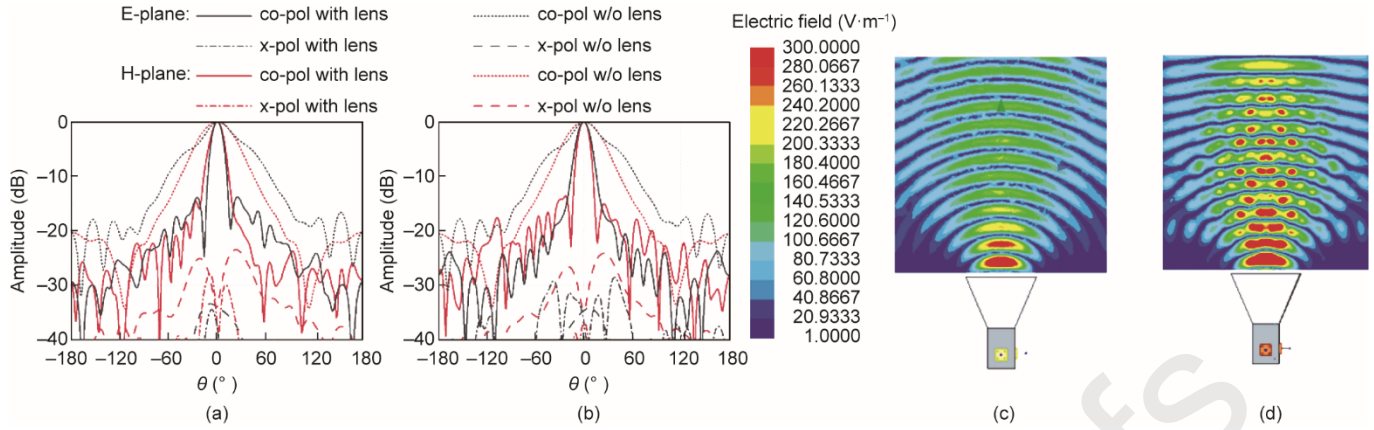 E-plane: co-pol with lens co-pol w/o lens
x-pol with lens x-pol w/o lens
H-plane: co-pol with lens co-pol w/o lens
x-pol with lens x-pol w/o lens
Electric field (V·m⁻¹)
300.0000
280.0667
260.1333
240.2000
220.2667
200.3333
180.4000
160.4667
140.5333
120.6000
100.6667
80.7333
60.8000
40.8667
20.9333
1.0000
0
–10
–20
–30
–40
Amplitude (dB)
–180 –120 –60 0 60 120 180
θ (°)
(a)
0
–10
–20
–30
–40
Amplitude (dB)
–180 –120 –60 0 60 120 180
θ (°)
(b)
(c)
(d)
fs